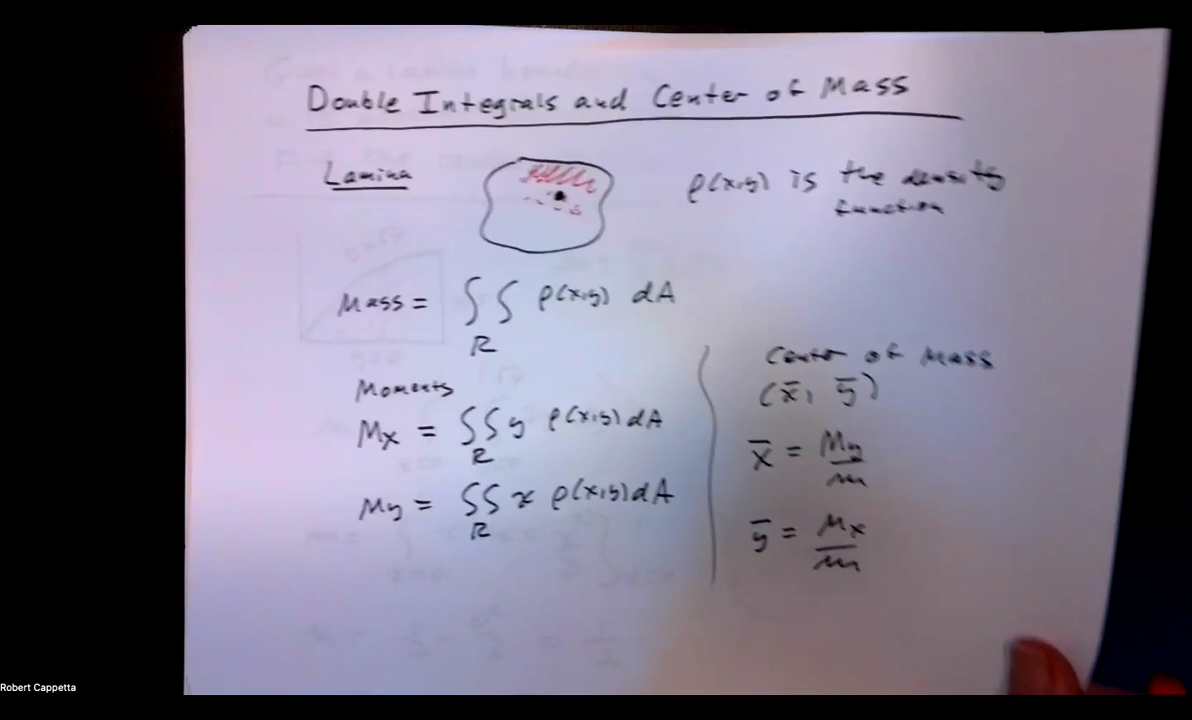 Double Integrals and Center of Mass
Lamina
ρ(x,y) is the density
function
Mass = ∫∫ ρ(x,y) dA
R
Moments
Mx = ∫∫ y ρ(x,y) dA
R
My = ∫∫ x ρ(x,y) dA
R
Center of Mass
(x̄, ȳ)
x̄ = My/m
ȳ = Mx/m
Robert Cappetta